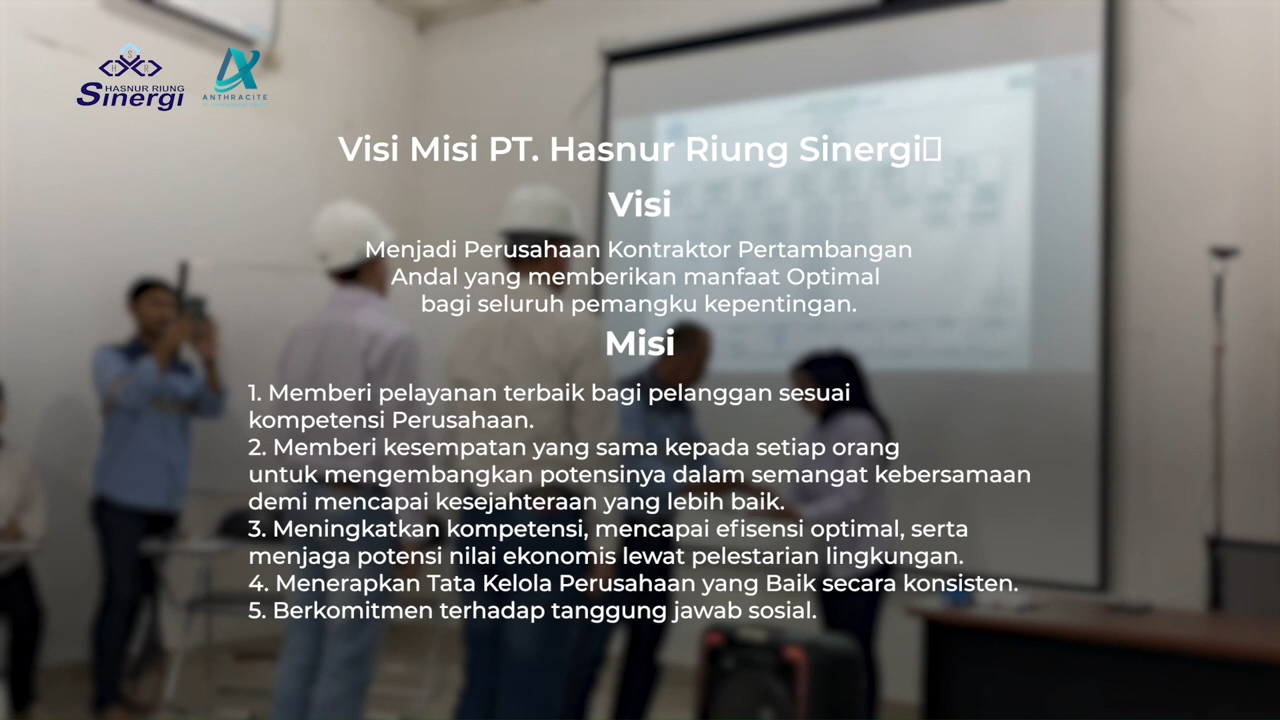 HASNUR RIUNG
Sinergi
ANTHRACITE
Visi Misi PT. Hasnur Riung Sinergi
Visi
Menjadi Perusahaan Kontraktor Pertambangan
Andal yang memberikan manfaat Optimal
bagi seluruh pemangku kepentingan.
Misi
1. Memberi pelayanan terbaik bagi pelanggan sesuai
kompetensi Perusahaan.
2. Memberi kesempatan yang sama kepada setiap orang
untuk mengembangkan potensinya dalam semangat kebersamaan
demi mencapai kesejahteraan yang lebih baik.
3. Meningkatkan kompetensi, mencapai efisensi optimal, serta
menjaga potensi nilai ekonomis lewat pelestarian lingkungan.
4. Menerapkan Tata Kelola Perusahaan yang Baik secara konsisten.
5. Berkomitmen terhadap tanggung jawab sosial.